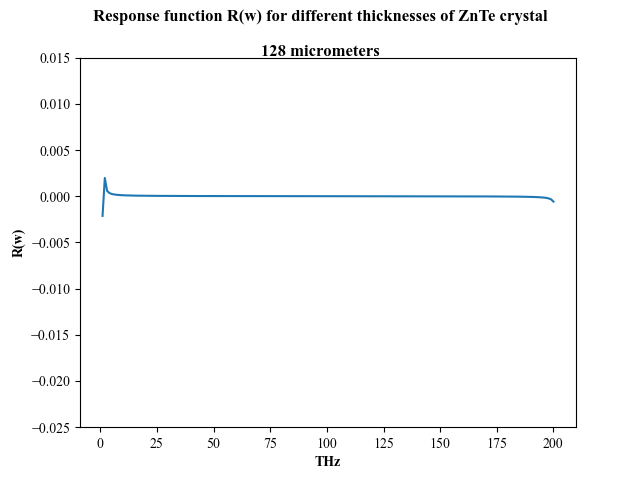 Response function R(w) for different thicknesses of ZnTe crystal
128 micrometers
0.015
0.010
0.005
0.000
−0.005
−0.010
−0.015
−0.020
−0.025
R(w)
0 25 50 75 100 125 150 175 200
THz